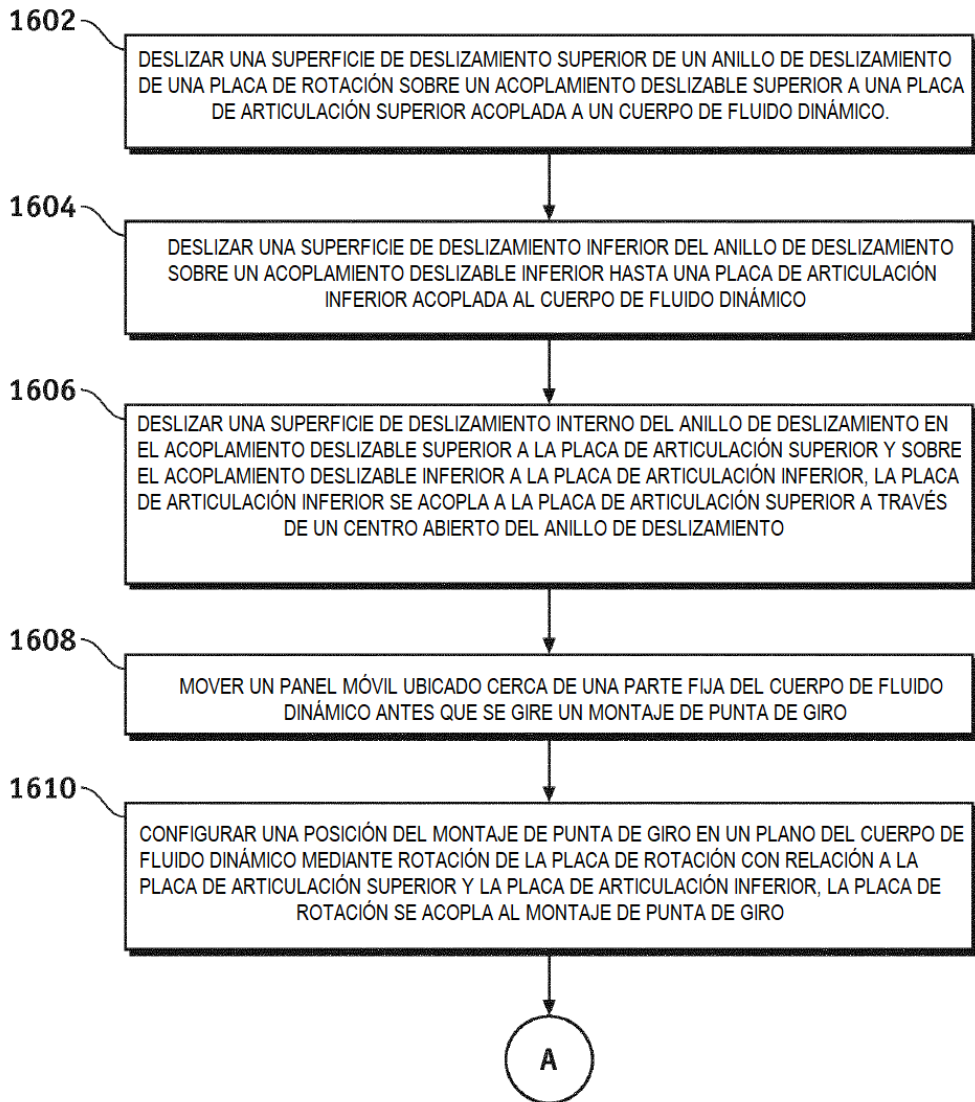 1602
DESLIZAR UNA SUPERFICIE DE DESLIZAMIENTO SUPERIOR DE UN ANILLO DE DESLIZAMIENTO
DE UNA PLACA DE ROTACIÓN SOBRE UN ACOPLAMIENTO DESLIZABLE SUPERIOR A UNA PLACA
DE ARTICULACIÓN SUPERIOR ACOPLADA A UN CUERPO DE FLUIDO DINÁMICO.
1604
DESLIZAR UNA SUPERFICIE DE DESLIZAMIENTO INFERIOR DEL ANILLO DE DESLIZAMIENTO
SOBRE UN ACOPLAMIENTO DESLIZABLE INFERIOR HASTA UNA PLACA DE ARTICULACIÓN
INFERIOR ACOPLADA AL CUERPO DE FLUIDO DINÁMICO
1606
DESLIZAR UNA SUPERFICIE DE DESLIZAMIENTO INTERNO DEL ANILLO DE DESLIZAMIENTO EN
EL ACOPLAMIENTO DESLIZABLE SUPERIOR A LA PLACA DE ARTICULACIÓN SUPERIOR Y SOBRE
EL ACOPLAMIENTO DESLIZABLE INFERIOR A LA PLACA DE ARTICULACIÓN INFERIOR, LA PLACA
DE ARTICULACIÓN INFERIOR SE ACOPLA A LA PLACA DE ARTICULACIÓN SUPERIOR A TRAVÉS
DE UN CENTRO ABIERTO DEL ANILLO DE DESLIZAMIENTO
1608
MOVER UN PANEL MÓVIL UBICADO CERCA DE UNA PARTE FIJA DEL CUERPO DE FLUIDO
DINÁMICO ANTES QUE SE GIRE UN MONTAJE DE PUNTA DE GIRO
1610
CONFIGURAR UNA POSICIÓN DEL MONTAJE DE PUNTA DE GIRO EN UN PLANO DEL CUERPO DE
FLUIDO DINÁMICO MEDIANTE ROTACIÓN DE LA PLACA DE ROTACIÓN CON RELACIÓN A LA
PLACA DE ARTICULACIÓN SUPERIOR Y LA PLACA DE ARTICULACIÓN INFERIOR, LA PLACA DE
ROTACIÓN SE ACOPLA AL MONTAJE DE PUNTA DE GIRO
A